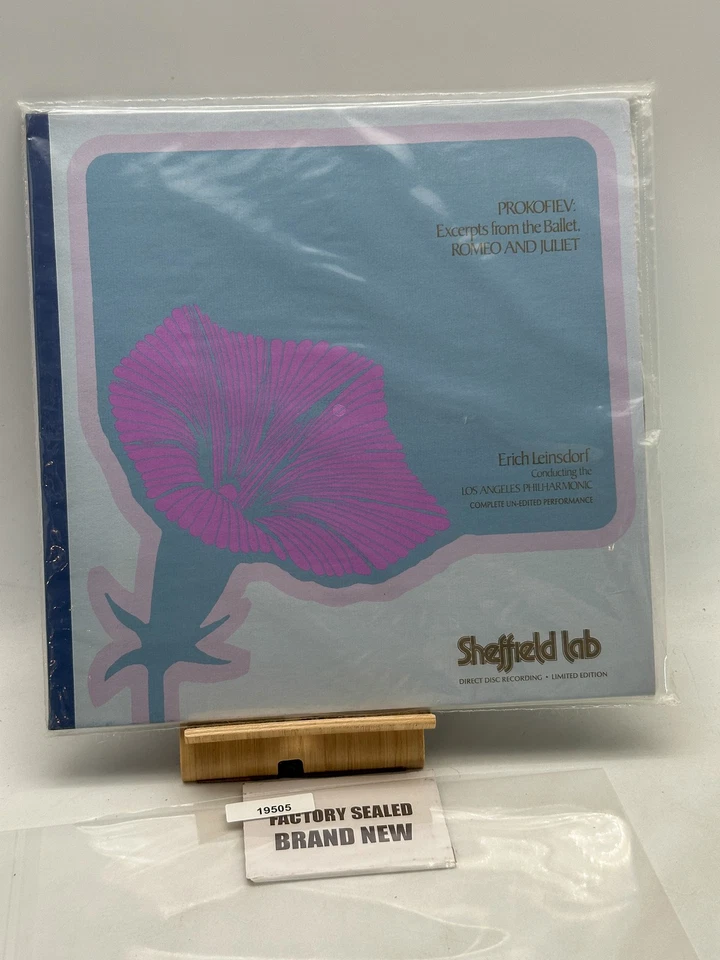 PROKOFIEV:
Excerpts from the Ballet.
ROMEO AND JULIET
Erich Leinsdorf
Conducting the
LOS ANGELES PHILHARMONIC
COMPLETE UN-EDITED PERFORMANCE
Sheffield lab
DIRECT DISC RECORDING • LIMITED EDITION
19505
FACTORY SEALED
BRAND NEW